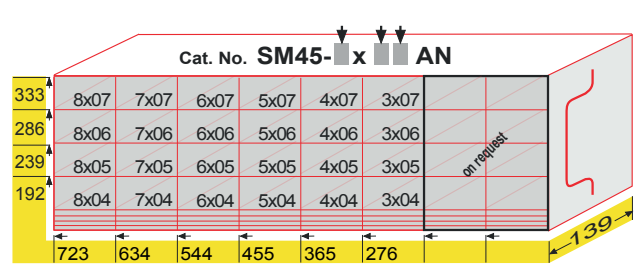 Cat. No. SM45- x AN
333 8x07 7x07 6x07 5x07 4x07 3x07
286 8x06 7x06 6x06 5x06 4x06 3x06
on request
239 8x05 7x05 6x05 5x05 4x05 3x05
192 8x04 7x04 6x04 5x04 4x04 3x04
723 634 544 455 365 276
139